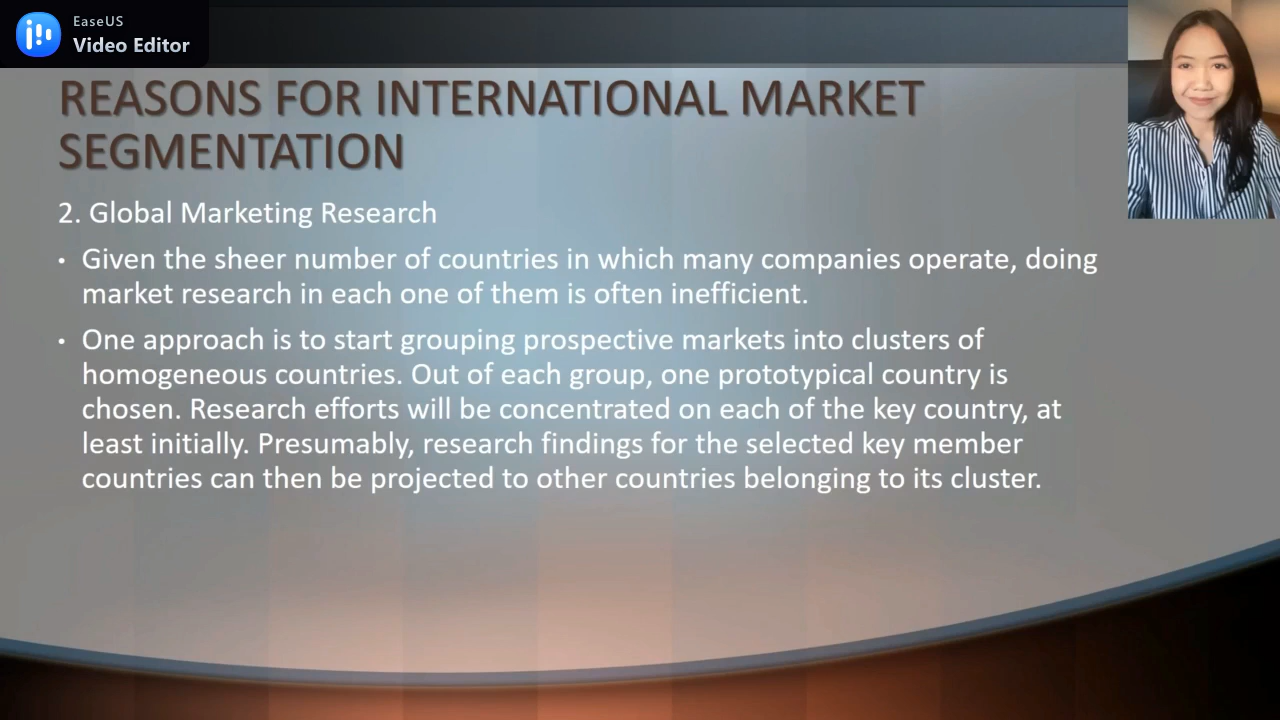 EaseUS
Video Editor
REASONS FOR INTERNATIONAL MARKET
SEGMENTATION
2. Global Marketing Research
• Given the sheer number of countries in which many companies operate, doing
market research in each one of them is often inefficient.
• One approach is to start grouping prospective markets into clusters of
homogeneous countries. Out of each group, one prototypical country is
chosen. Research efforts will be concentrated on each of the key country, at
least initially. Presumably, research findings for the selected key member
countries can then be projected to other countries belonging to its cluster.